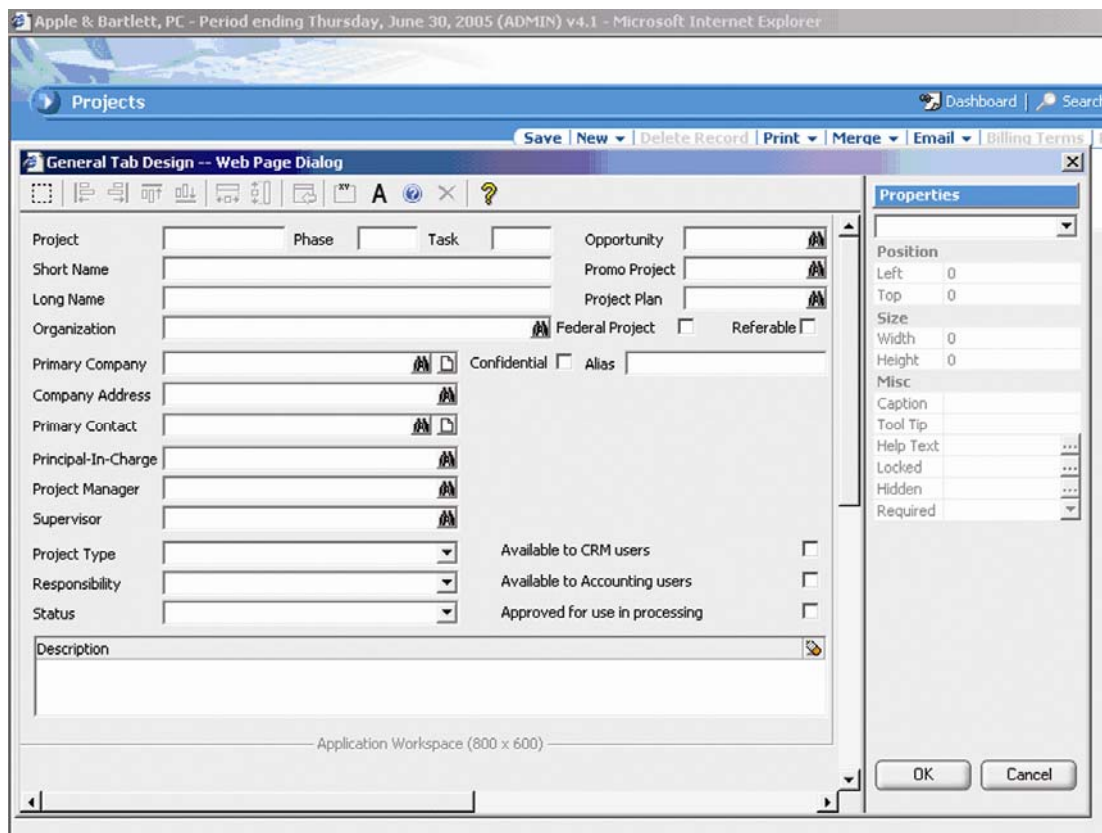 Apple & Bartlett, PC - Period ending Thursday, June 30, 2005 (ADMIN) v4.1 - Microsoft Internet Explorer
Projects
Dashboard | Search
Save | New | Delete Record | Print | Merge | Email | Billing Terms |
General Tab Design -- Web Page Dialog
XY A
Properties
Project Phase Task Opportunity
Short Name Promo Project
Long Name Project Plan
Organization Federal Project Referable
Primary Company Confidential Alias
Company Address
Primary Contact
Principal-In-Charge
Project Manager
Supervisor
Project Type Available to CRM users
Responsibility Available to Accounting users
Status Approved for use in processing
Description
Application Workspace (800 x 600)
Position
Left 0
Top 0
Size
Width 0
Height 0
Misc
Caption
Tool Tip
Help Text ...
Locked ...
Hidden ...
Required
OK Cancel